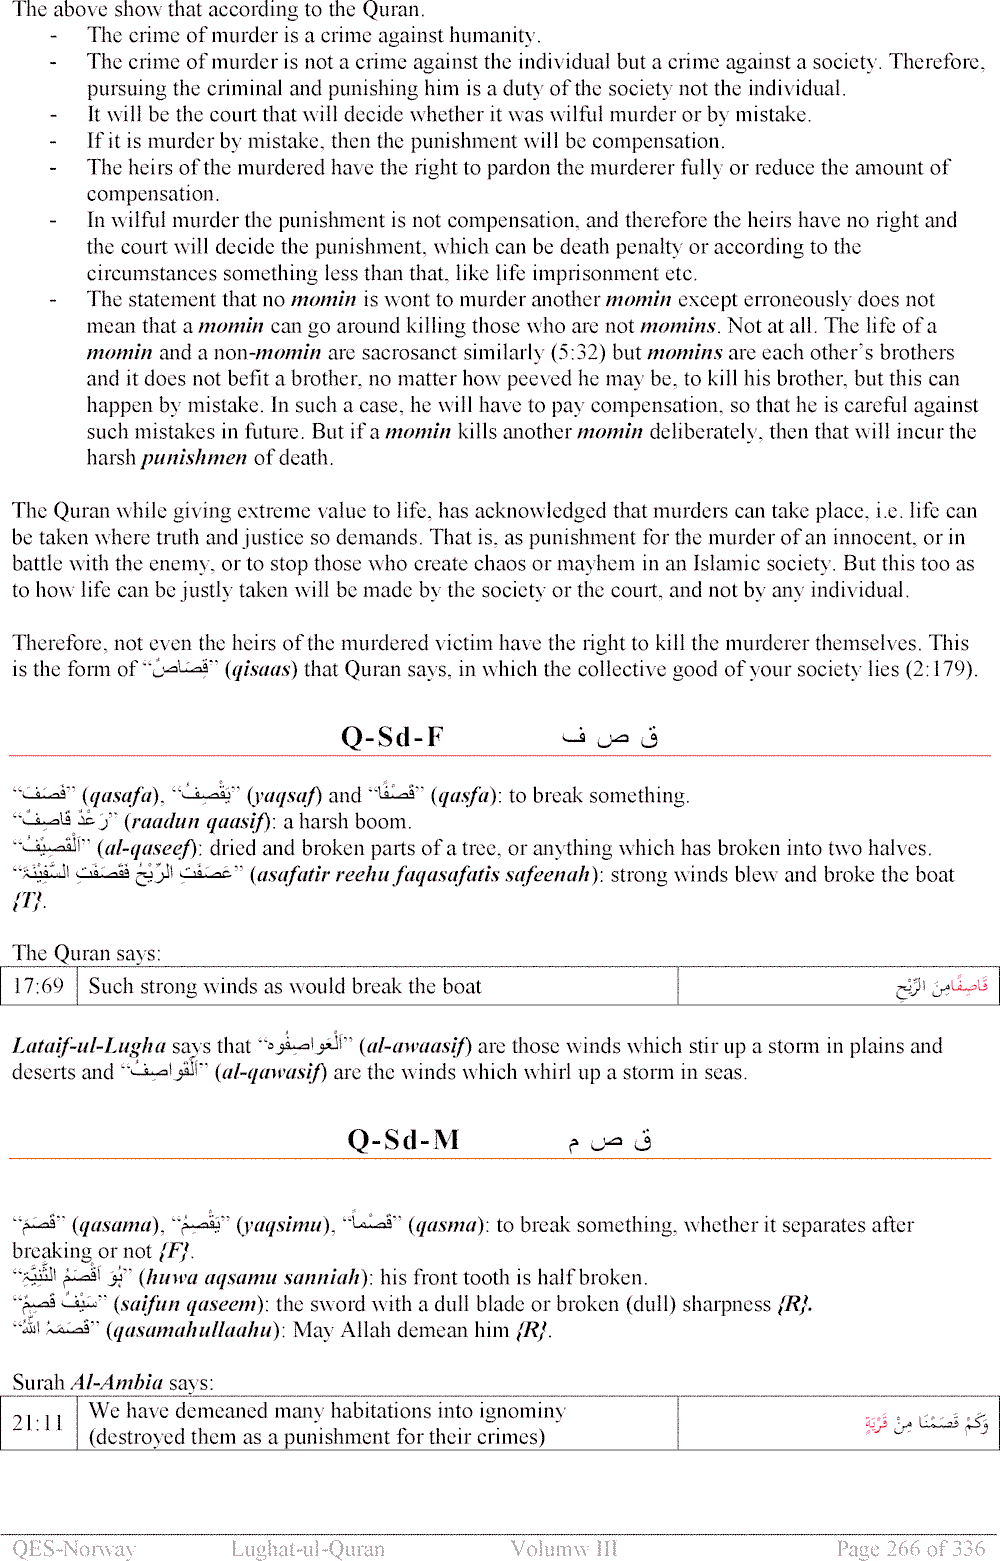 The above show that according to the Quran.
- The crime of murder is a crime against humanity.
- The crime of murder is not a crime against the individual but a crime against a society. Therefore,
pursuing the criminal and punishing him is a duty of the society not the individual.
- It will be the court that will decide whether it was wilful murder or by mistake.
- If it is murder by mistake, then the punishment will be compensation.
- The heirs of the murdered have the right to pardon the murderer fully or reduce the amount of
compensation.
- In wilful murder the punishment is not compensation, and therefore the heirs have no right and
the court will decide the punishment, which can be death penalty or according to the
circumstances something less than that, like life imprisonment etc.
- The statement that no momin is wont to murder another momin except erroneously does not
mean that a momin can go around killing those who are not momins. Not at all. The life of a
momin and a non-momin are sacrosanct similarly (5:32) but momins are each other's brothers
and it does not befit a brother, no matter how peeved he may be, to kill his brother, but this can
happen by mistake. In such a case, he will have to pay compensation, so that he is careful against
such mistakes in future. But if a momin kills another momin deliberately, then that will incur the
harsh punishmen of death.
The Quran while giving extreme value to life, has acknowledged that murders can take place, i.e. life can
be taken where truth and justice so demands. That is, as punishment for the murder of an innocent, or in
battle with the enemy, or to stop those who create chaos or mayhem in an Islamic society. But this too as
to how life can be justly taken will be made by the society or the court, and not by any individual.
Therefore, not even the heirs of the murdered victim have the right to kill the murderer themselves. This
is the form of “قِصَاصٌ” (qisaas) that Quran says, in which the collective good of your society lies (2:179).
Q-Sd-F ق ص ف
“قَصَفَ” (qasafa), “يَقْصِفُ” (yaqsaf) and “قَصْفًا” (qasfa): to break something.
“رَعْدٌ قَاصِفٌ” (raadun qaasif): a harsh boom.
“اَلْقَصِيْفُ” (al-qaseef): dried and broken parts of a tree, or anything which has broken into two halves.
“عَصَفَتِ الرِّيْحُ فَقَصَفَتِ السَّفِيْنَةَ” (asafatir reehu faqasafatis safeenah): strong winds blew and broke the boat
{T}.
The Quran says:
17:69 Such strong winds as would break the boat قَاصِفًا مِنَ الرِّيْحِ
Lataif-ul-Lugha says that “اَلْعَواصِفُوہ” (al-awaasif) are those winds which stir up a storm in plains and
deserts and “اَلْقَواصِفُ” (al-qawasif) are the winds which whirl up a storm in seas.
Q-Sd-M ق ص م
“قَصَمَ” (qasama), “يَقْصِمُ” (yaqsimu), “قَصْماً” (qasma): to break something, whether it separates after
breaking or not {F}.
“ہُوَ اَقْصَمُ الثَّنِيَّۃِ” (huwa aqsamu sanniah): his front tooth is half broken.
“سَيْفٌ قَصِمٌ” (saifun qaseem): the sword with a dull blade or broken (dull) sharpness {R}.
“قَصَمَہُ اللّٰہُ” (qasamahullaahu): May Allah demean him {R}.
Surah Al-Ambia says:
21:11 We have demeaned many habitations into ignominy
(destroyed them as a punishment for their crimes) وَكَمْ قَصَمْنَا مِنْ قَرْيَةٍ
QES-Norway Lughat-ul-Quran Volumw III Page 266 of 336